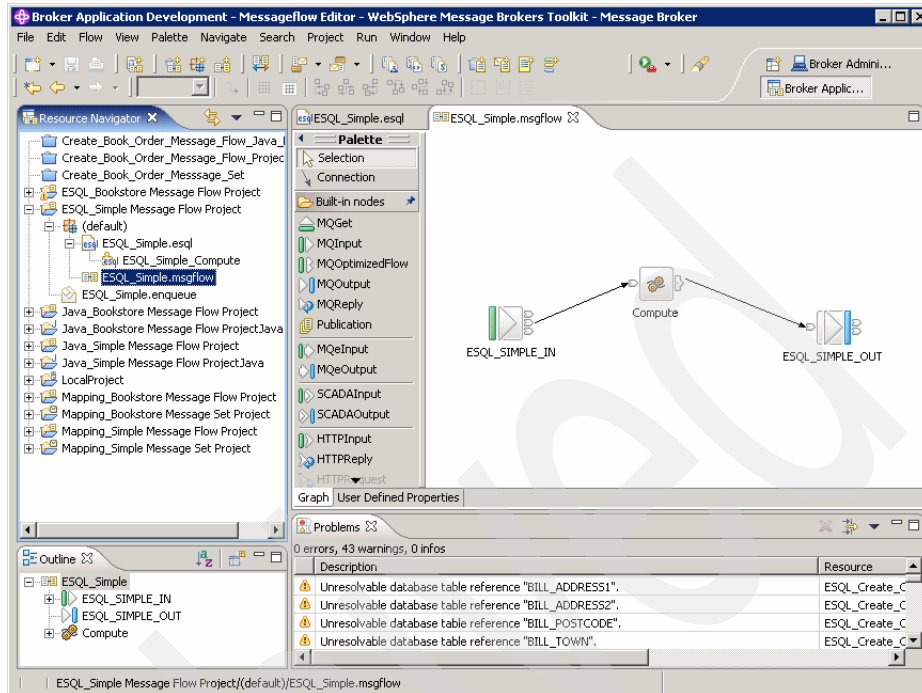 Broker Application Development - Messageflow Editor - WebSphere Message Brokers Toolkit - Message Broker
File Edit Flow View Palette Navigate Search Project Run Window Help
Broker Admini...
Broker Applic...
Resource Navigator
Create_Book_Order_Message_Flow_Java_
Create_Book_Order_Message_Flow_Projec
Create_Book_Order_Messsage_Set
ESQL_Bookstore Message Flow Project
ESQL_Simple Message Flow Project
(default)
ESQL_Simple.esql
ESQL_Simple_Compute
ESQL_Simple.msgflow
ESQL_Simple.enqueue
Java_Bookstore Message Flow Project
Java_Bookstore Message Flow ProjectJava
Java_Simple Message Flow Project
Java_Simple Message Flow ProjectJava
LocalProject
Mapping_Bookstore Message Flow Project
Mapping_Bookstore Message Set Project
Mapping_Simple Message Flow Project
Mapping_Simple Message Set Project
esql ESQL_Simple.esql
ESQL_Simple.msgflow
Palette
Selection
Connection
Built-in nodes
MQGet
MQInput
MQOptimizedFlow
MQOutput
MQReply
Publication
MQeInput
MQeOutput
SCADAInput
SCADAOutput
HTTPInput
HTTPReply
HTTPRequest
Graph User Defined Properties
ESQL_SIMPLE_IN
Compute
ESQL_SIMPLE_OUT
Outline
ESQL_Simple
ESQL_SIMPLE_IN
ESQL_SIMPLE_OUT
Compute
Problems
0 errors, 43 warnings, 0 infos
Description Resource
Unresolvable database table reference "BILL_ADDRESS1". ESQL_Create_C
Unresolvable database table reference "BILL_ADDRESS2". ESQL_Create_C
Unresolvable database table reference "BILL_POSTCODE". ESQL_Create_C
Unresolvable database table reference "BILL_TOWN". ESQL_Create_C
ESQL_Simple Message Flow Project/(default)/ESQL_Simple.msgflow